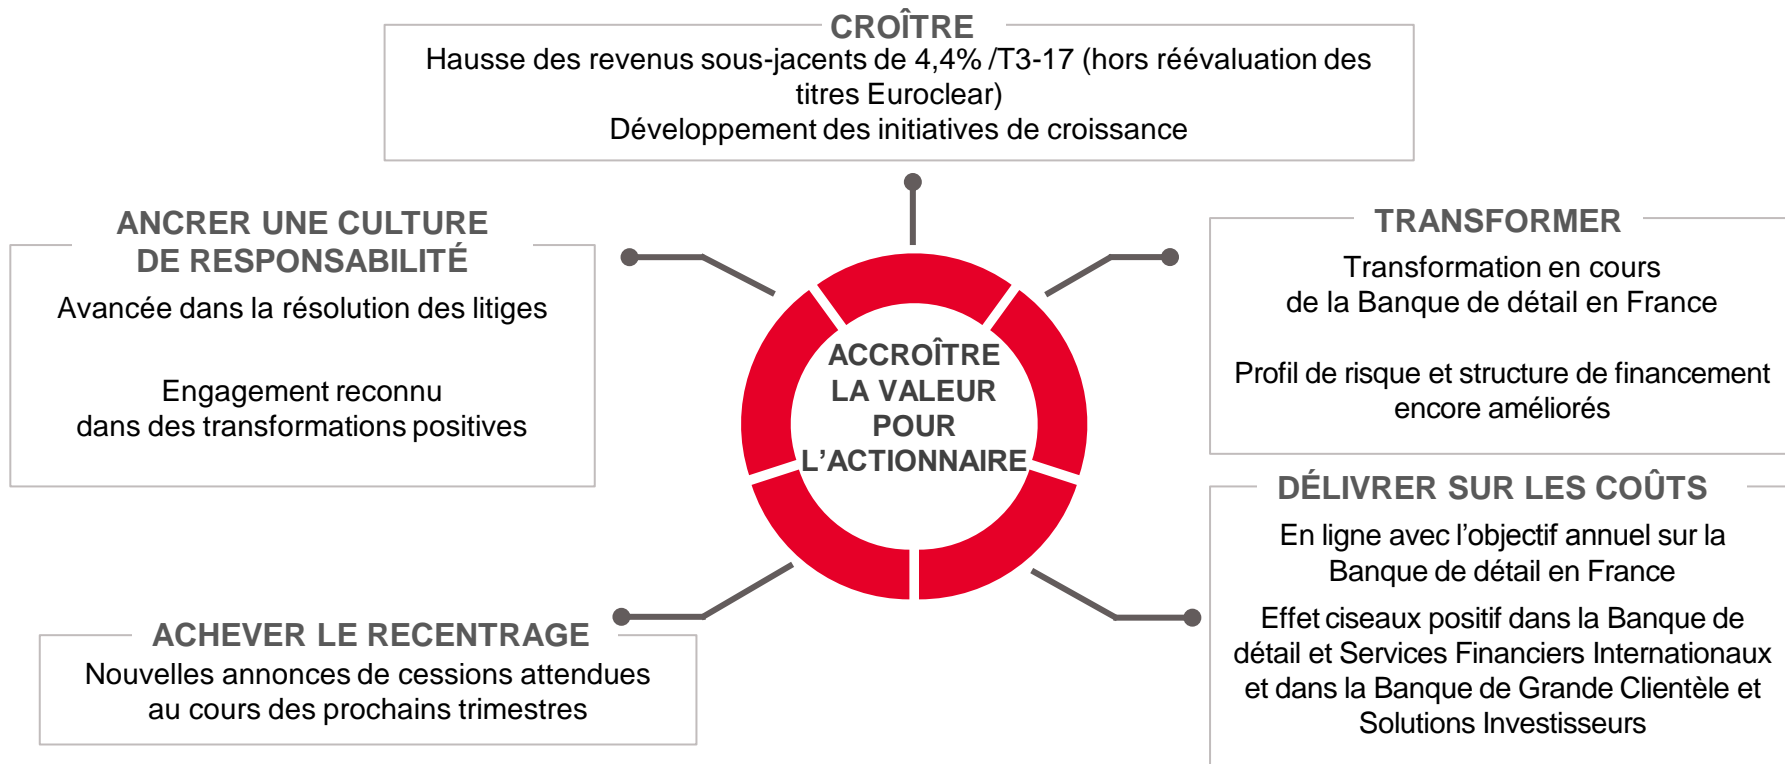 CROÎTRE
Hausse des revenus sous-jacents de 4,4% /T3-17 (hors réévaluation des
titres Euroclear)
Développement des initiatives de croissance
ANCRER UNE CULTURE
DE RESPONSABILITÉ
Avancée dans la résolution des litiges
Engagement reconnu
dans des transformations positives
TRANSFORMER
Transformation en cours
de la Banque de détail en France
Profil de risque et structure de financement
encore améliorés
ACCROÎTRE
LA VALEUR
POUR
L’ACTIONNAIRE
DÉLIVRER SUR LES COÛTS
En ligne avec l’objectif annuel sur la
Banque de détail en France
Effet ciseaux positif dans la Banque de
détail et Services Financiers Internationaux
et dans la Banque de Grande Clientèle et
Solutions Investisseurs
ACHEVER LE RECENTRAGE
Nouvelles annonces de cessions attendues
au cours des prochains trimestres